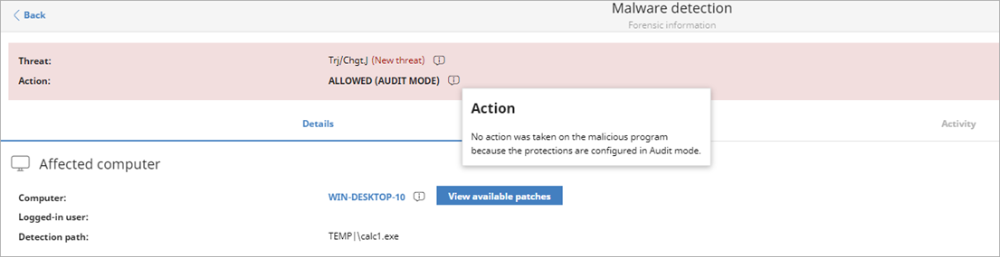 Back
Malware detection
Forensic information
Threat: Trj/Chgt.J (New threat)
Action: ALLOWED (AUDIT MODE)
Action
No action was taken on the malicious program
because the protections are configured in Audit mode.
Details
Activity
Affected computer
Computer: WIN-DESKTOP-10 View available patches
Logged-in user:
Detection path: TEMP|\calc1.exe